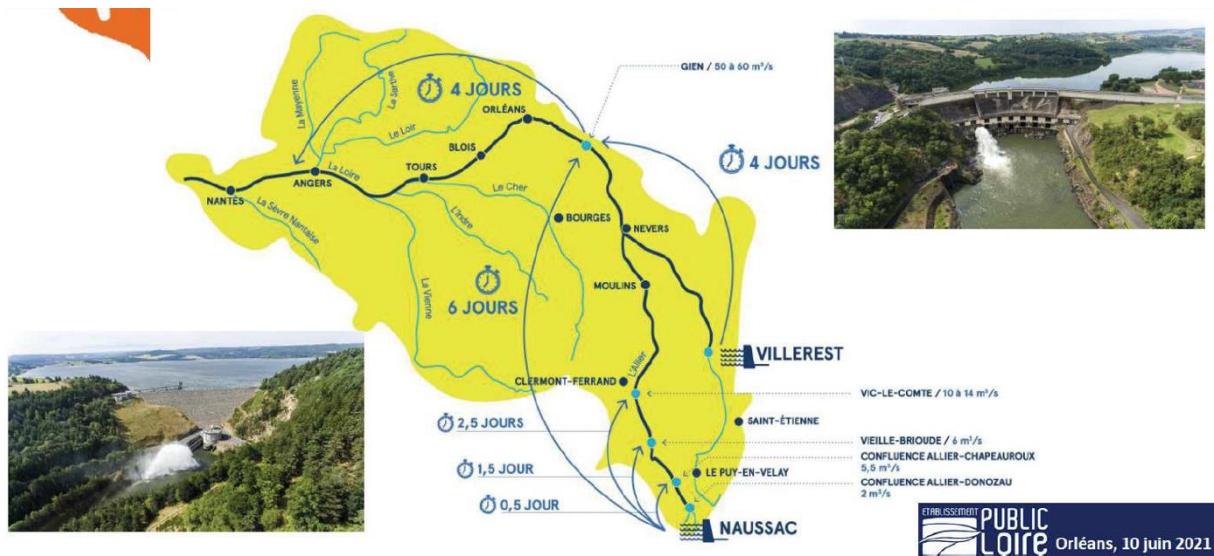 GIEN / 50 à 60 m³/s
4 JOURS
La Mayenne
La Sarthe
Le Loir
ORLÉANS
BLOIS
TOURS
La Loire
ANGERS
NANTES
La Sèvre Nantaise
4 JOURS
Le Cher
L'Indre
BOURGES
NEVERS
La Vienne
6 JOURS
MOULINS
VILLEREST
L'Allier
CLERMONT-FERRAND
VIC-LE-COMTE / 10 à 14 m³/s
2,5 JOURS
SAINT-ÉTIENNE
VIEILLE-BRIOUDE / 6 m³/s
1,5 JOUR
LE PUY-EN-VELAY
CONFLUENCE ALLIER-CHAPEAUROUX
5,5 m³/s
0,5 JOUR
CONFLUENCE ALLIER-DONOZAU
2 m³/s
NAUSSAC
ETABLISSEMENT
PUBLIC
LOIRE
Orléans, 10 juin 2021